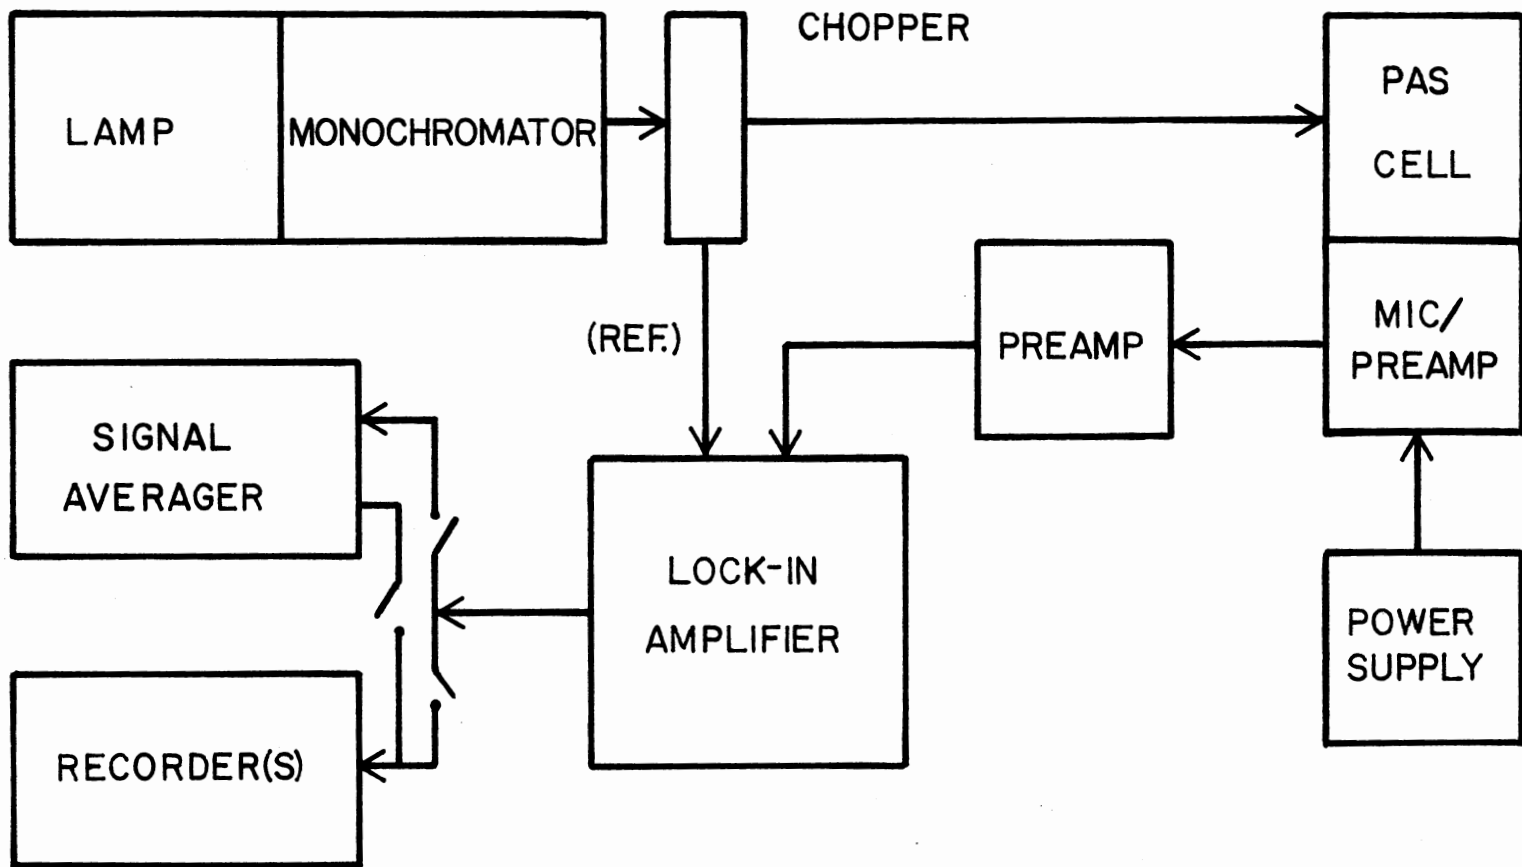 CHOPPER
LAMP
MONOCHROMATOR
PAS
CELL
(REF.)
PREAMP
MIC/
PREAMP
SIGNAL
AVERAGER
LOCK-IN
AMPLIFIER
POWER
SUPPLY
RECORDER(S)